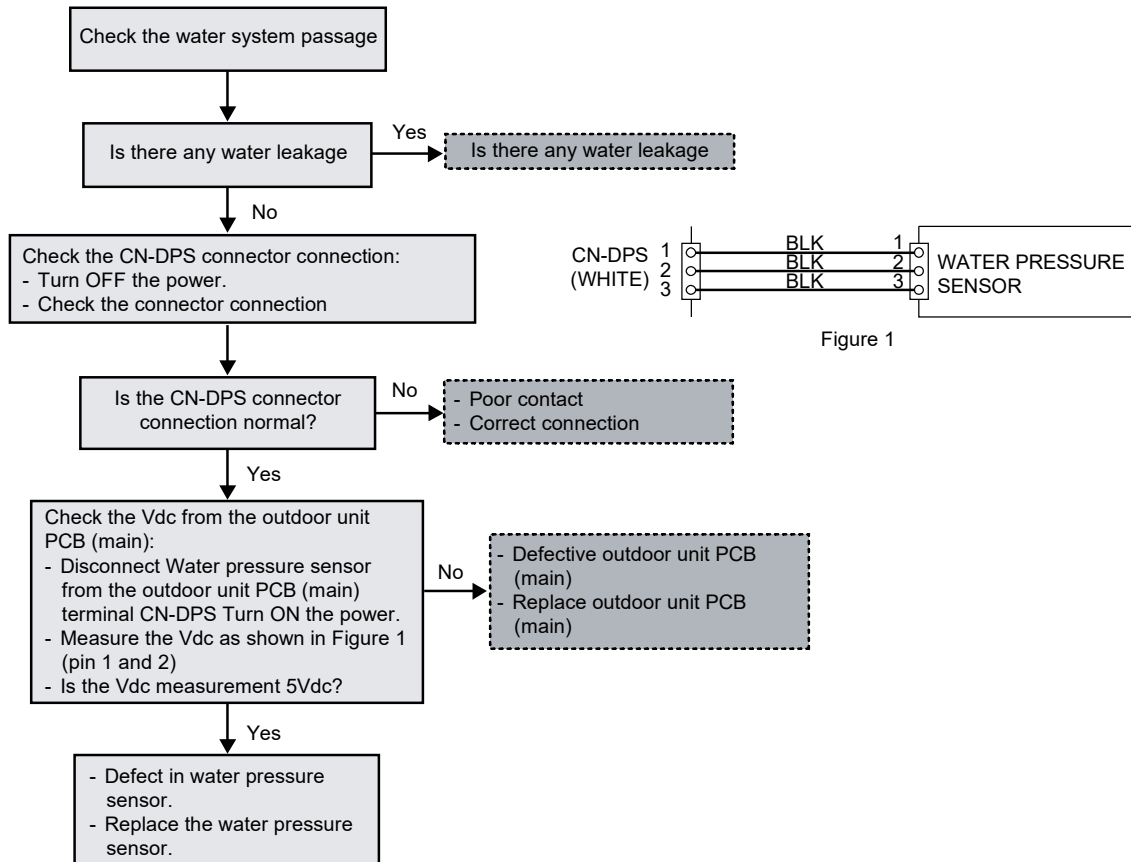 Check the water system passage
Is there any water leakage
Yes
Is there any water leakage
No
Check the CN-DPS connector connection:
- Turn OFF the power.
- Check the connector connection
CN-DPS
(WHITE)
1
2
3
BLK
BLK
BLK
1
2
3
WATER PRESSURE
SENSOR
Figure 1
Is the CN-DPS connector
connection normal?
No
- Poor contact
- Correct connection
Yes
Check the Vdc from the outdoor unit
PCB (main):
- Disconnect Water pressure sensor
from the outdoor unit PCB (main)
terminal CN-DPS Turn ON the power.
- Measure the Vdc as shown in Figure 1
(pin 1 and 2)
- Is the Vdc measurement 5Vdc?
No
- Defective outdoor unit PCB
(main)
- Replace outdoor unit PCB
(main)
Yes
- Defect in water pressure
sensor.
- Replace the water pressure
sensor.